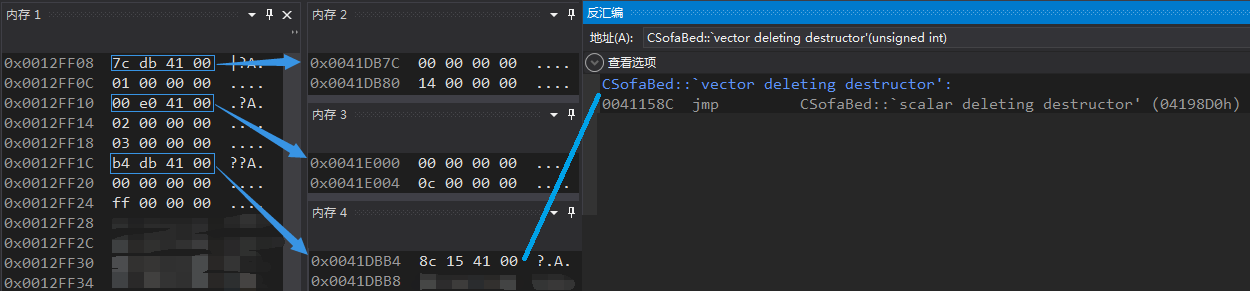 内存 1
"
0x0012FF08 7c db 41 00 |?A.
0x0012FF0C 01 00 00 00 ....
0x0012FF10 00 e0 41 00 .?A.
0x0012FF14 02 00 00 00 ....
0x0012FF18 03 00 00 00 ....
0x0012FF1C b4 db 41 00 ??A.
0x0012FF20 00 00 00 00 ....
0x0012FF24 ff 00 00 00 ....
0x0012FF28
0x0012FF2C
0x0012FF30
0x0012FF34
内存 2
0x0041DB7C 00 00 00 00 ....
0x0041DB80 14 00 00 00 ....
内存 3
0x0041E000 00 00 00 00 ....
0x0041E004 0c 00 00 00 ....
内存 4
0x0041DBB4 8c 15 41 00 ?.A.
0x0041DBB8
反汇编
地址(A): CSofaBed::`vector deleting destructor'(unsigned int)
查看选项
CSofaBed::`vector deleting destructor':
0041158C jmp CSofaBed::`scalar deleting destructor' (04198D0h)